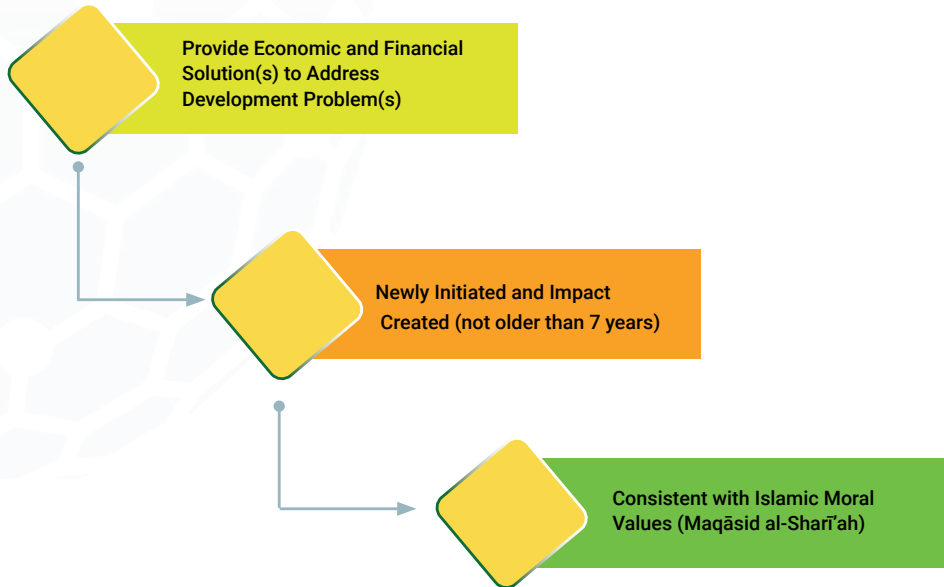 Provide Economic and Financial
Solution(s) to Address
Development Problem(s)
Newly Initiated and Impact
Created (not older than 7 years)
Consistent with Islamic Moral
Values (Maqāsid al-Sharī'ah)